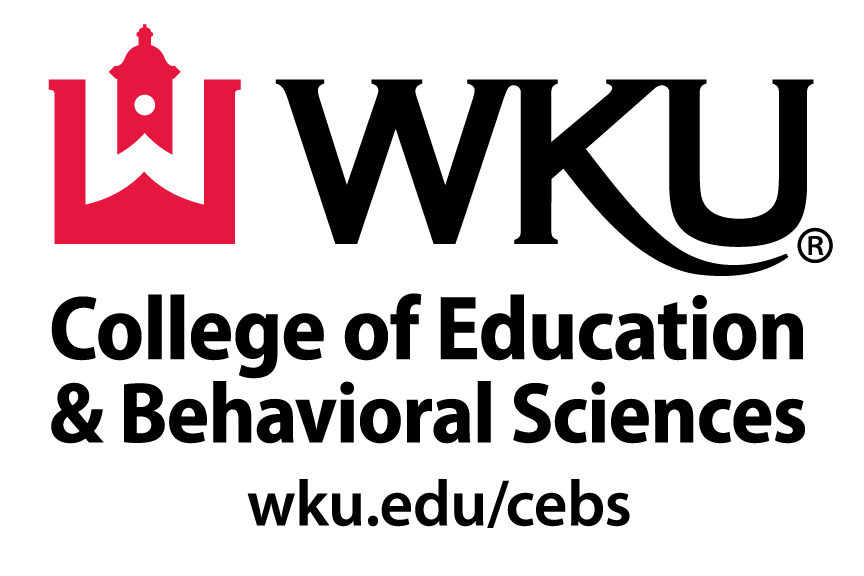 WKU®
College of Education
& Behavioral Sciences
wku.edu/cebs